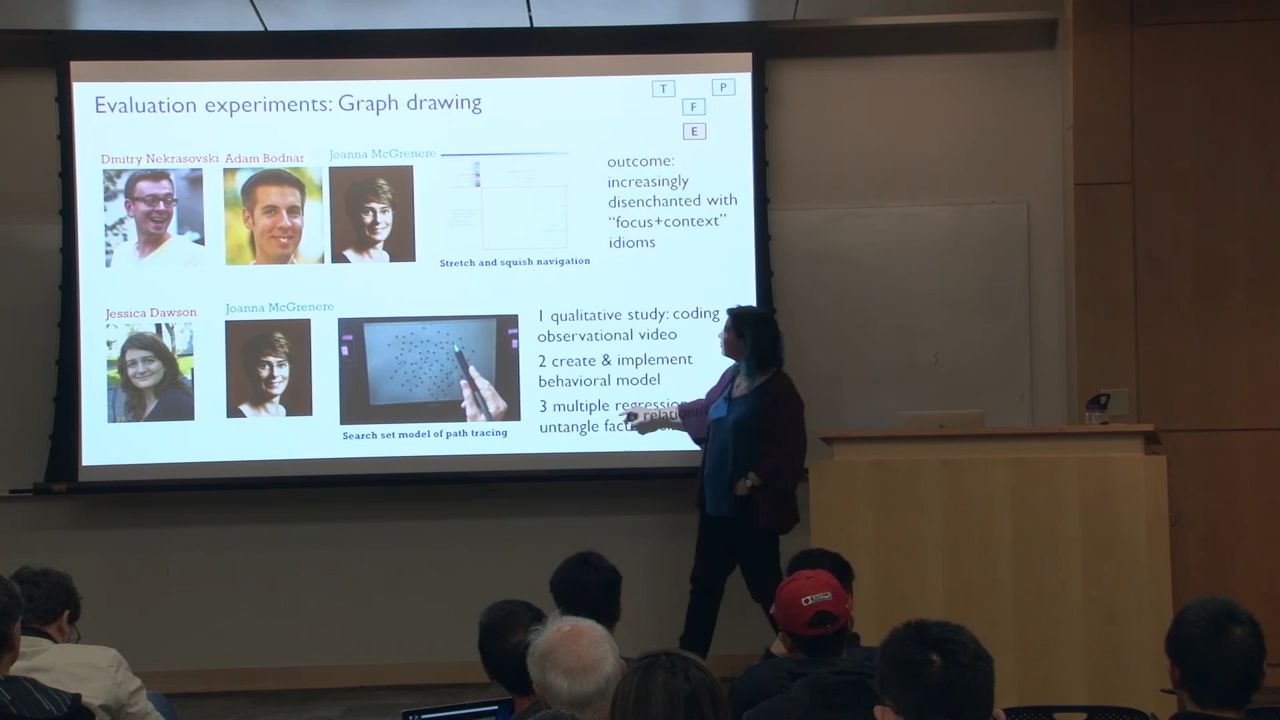 Evaluation experiments: Graph drawing
T
P
F
E
Dmitry Nekrasovski
Adam Bodnar
Joanna McGrenere
Stretch and squish navigation
outcome:
increasingly
disenchanted with
“focus+context”
idioms
Jessica Dawson
Joanna McGrenere
Search set model of path tracing
1 qualitative study: coding
observational video
2 create & implement
behavioral model
3 multiple regression
untangle